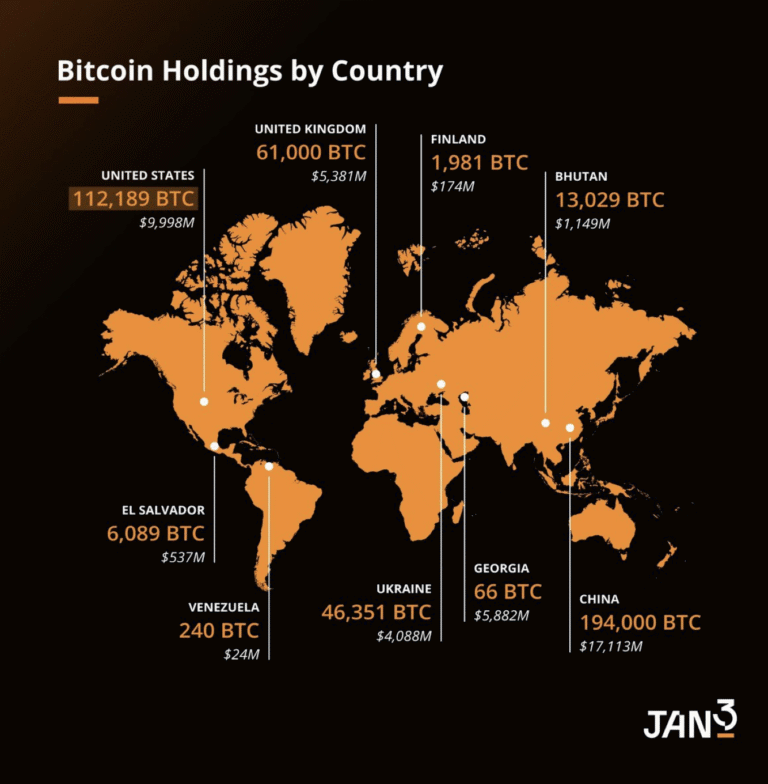 Bitcoin Holdings by Country
UNITED KINGDOM
61,000 BTC
$5,381M
FINLAND
1,981 BTC
$174M
UNITED STATES
112,189 BTC
$9,998M
BHUTAN
13,029 BTC
$1,149M
EL SALVADOR
6,089 BTC
$537M
VENEZUELA
240 BTC
$24M
UKRAINE
46,351 BTC
$4,088M
GEORGIA
66 BTC
$5,882M
CHINA
194,000 BTC
$17,113M
JAN3